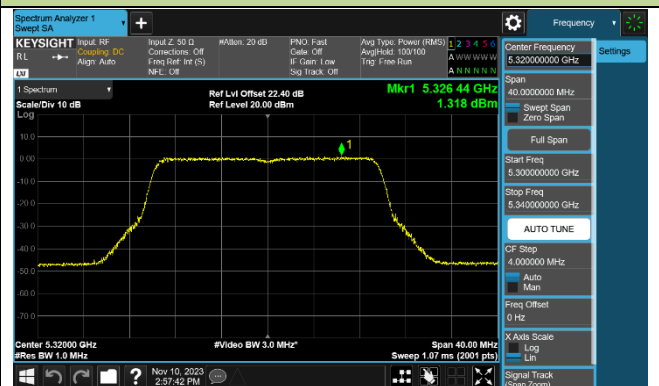 Spectrum Analyzer 1
Swept SA
Frequency
KEYSIGHT
RL
LXI
Input: RF
Coupling: DC
Align: Auto
Input Z: 50 Ω
Corrections: Off
Freq Ref: Int (S)
NFE: Off
#Atten: 20 dB
PNO: Fast
Gate: Off
IF Gain: Low
Sig Track: Off
Avg Type: Power (RMS)
Avg|Hold: 100/100
Trig: Free Run
1 2 3 4 5 6
A W W W W W
A N N N N N
1 Spectrum
Scale/Div 10 dB
Log
Ref Lvl Offset 22.40 dB
Ref Level 20.00 dBm
Mkr1 5.326 44 GHz
1.318 dBm
10.0
0.00
-10.0
-20.0
-30.0
-40.0
-50.0
-60.0
-70.0
1
Center 5.32000 GHz
#Res BW 1.0 MHz
#Video BW 3.0 MHz*
Span 40.00 MHz
Sweep 1.07 ms (2001 pts)
Nov 10, 2023
2:57:42 PM
Center Frequency
5.320000000 GHz
Settings
Span
40.0000000 MHz
Swept Span
Zero Span
Full Span
Start Freq
5.300000000 GHz
Stop Freq
5.340000000 GHz
AUTO TUNE
CF Step
4.000000 MHz
Auto
Man
Freq Offset
0 Hz
X Axis Scale
Log
Lin
Signal Track
(Span Zoom)